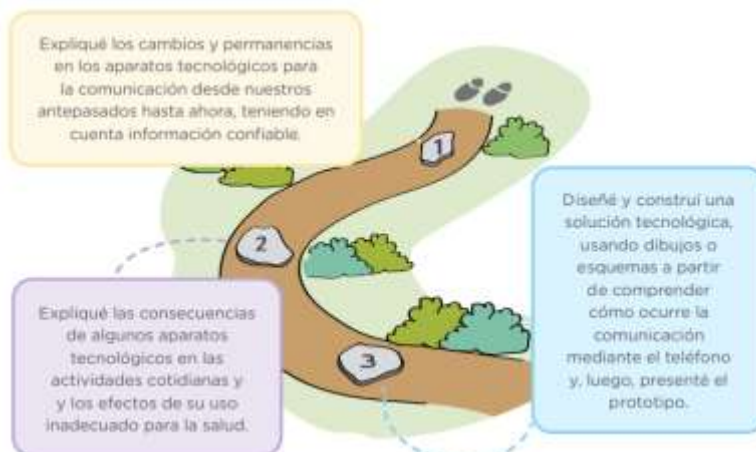 Expliqué los cambios y permanencias
en los aparatos tecnológicos para
la comunicación desde nuestros
antepasados hasta ahora, teniendo en
cuenta información confiable.
1
2
Expliqué las consecuencias
de algunos aparatos
tecnológicos en las
actividades cotidianas y
y los efectos de su uso
inadecuado para la salud.
3
Diseñé y construí una
solución tecnológica,
usando dibujos o
esquemas a partir
de comprender
cómo ocurre la
comunicación
mediante el teléfono
y, luego, presenté el
prototipo.